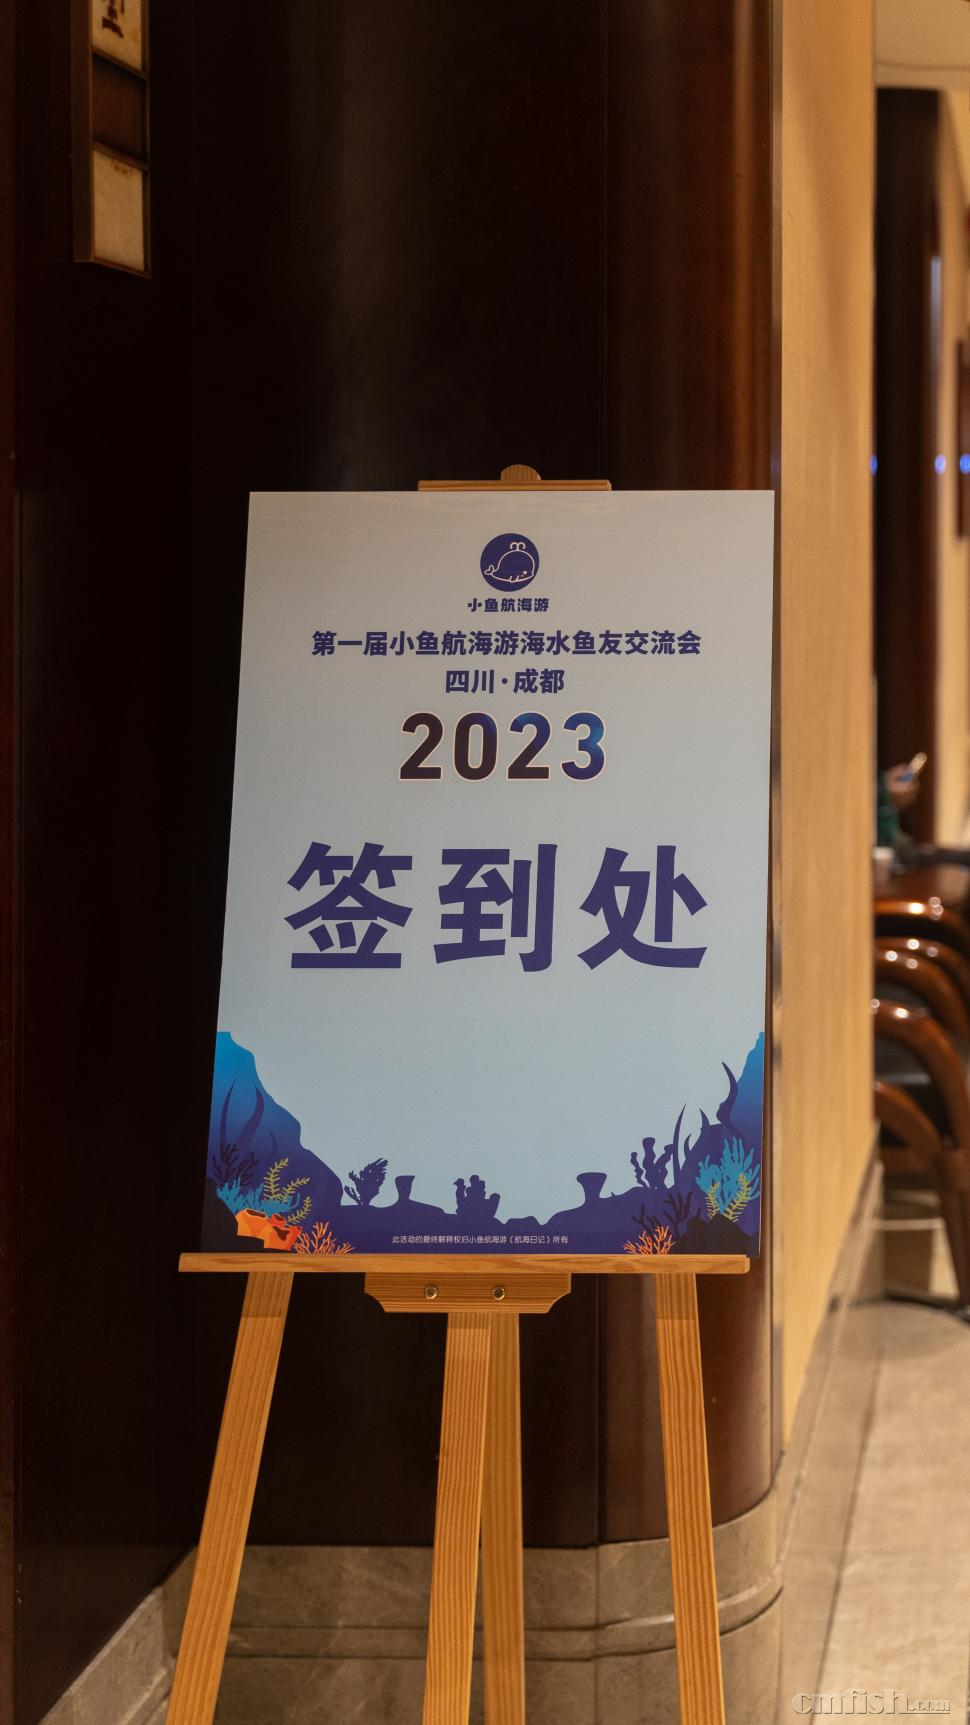 小鱼航海游
第一届小鱼航海游海水鱼友交流会
四川·成都
2023
签到处
此活动的最终解释权归小鱼航海游（航海日记）所有
cmfish.com